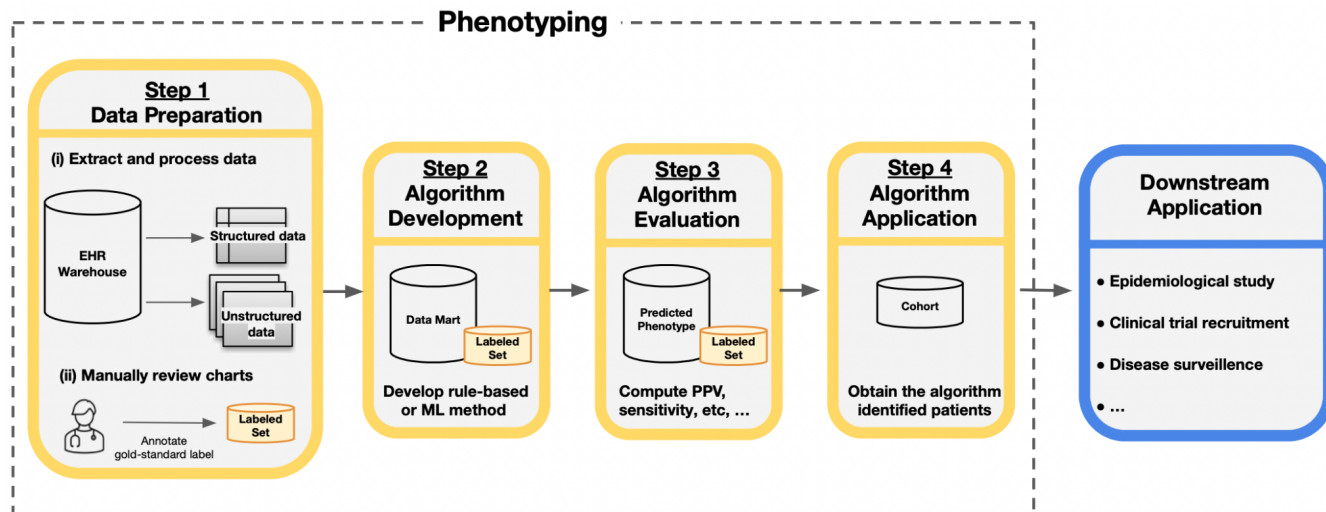 Phenotyping
Step 1
Data Preparation
(i) Extract and process data
EHR
Warehouse
Structured data
Unstructured
data
(ii) Manually review charts
Annotate
gold-standard label
Labeled
Set
Step 2
Algorithm
Development
Data Mart
Labeled
Set
Develop rule-based
or ML method
Step 3
Algorithm
Evaluation
Predicted
Phenotype
Labeled
Set
Compute PPV,
sensitivity, etc, ...
Step 4
Algorithm
Application
Cohort
Obtain the algorithm
identified patients
Downstream
Application
• Epidemiological study
• Clinical trial recruitment
• Disease surveillence
• ...